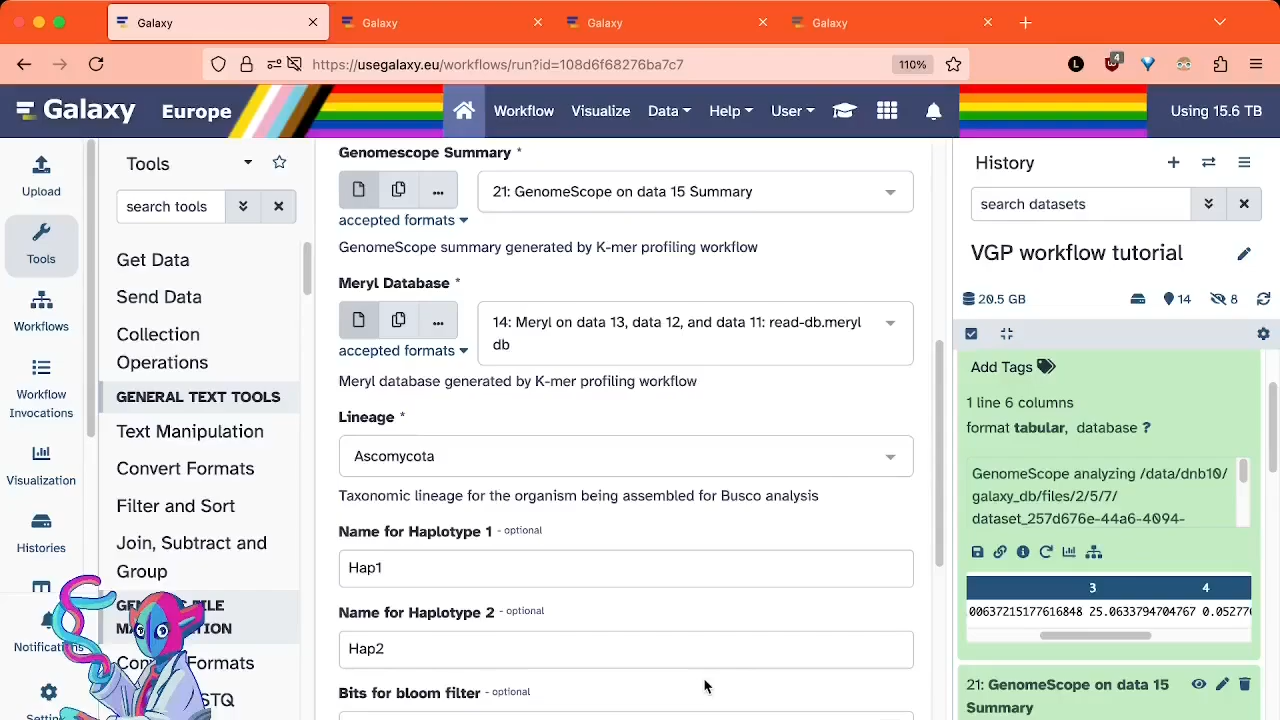 Galaxy
Galaxy
Galaxy
Galaxy
https://usegalaxy.eu/workflows/run?id=108d6f68276ba7c7
110%
L
4
Galaxy Europe
Workflow
Visualize
Data
Help
User
Using 15.6 TB
Upload
Tools
Workflows
Workflow
Invocations
Visualization
Histories
Tools
search tools
Get Data
Send Data
Collection
Operations
GENERAL TEXT TOOLS
Text Manipulation
Convert Formats
Filter and Sort
Join, Subtract and
Group
Formats
Genomescope Summary *
21: GenomeScope on data 15 Summary
accepted formats
GenomeScope summary generated by K-mer profiling workflow
Meryl Database *
14: Meryl on data 13, data 12, and data 11: read-db.meryl
db
accepted formats
Meryl database generated by K-mer profiling workflow
Lineage *
Ascomycota
Taxonomic lineage for the organism being assembled for Busco analysis
Name for Haplotype 1 - optional
Hap1
Name for Haplotype 2 - optional
Hap2
Bits for bloom filter - optional
History
search datasets
VGP workflow tutorial
20.5 GB
14
8
Add Tags
1 line 6 columns
format tabular, database ?
GenomeScope analyzing /data/dnb10/
galaxy_db/files/2/5/7/
dataset_257d676e-44a6-4094-
3 4
00637215177616848 25.0633794704767 0.05277
21: GenomeScope on data 15
Summary